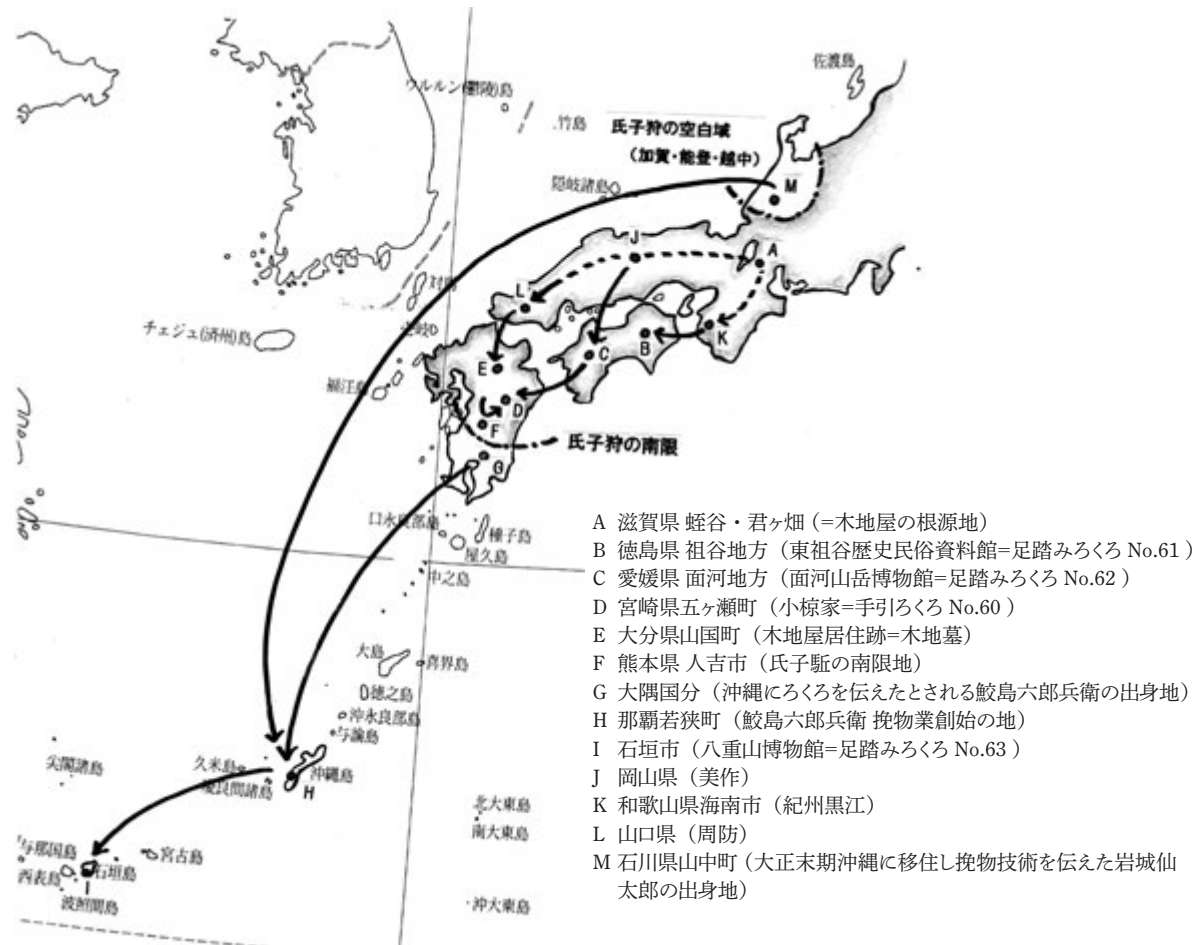 佐渡島
ウルルン(鬱陵)島
竹島
氏子狩の空白域
(加賀・能登・越中)
隠岐諸島
M
J
A
対馬
L
壱岐
チェジュ(済州)島
K
B
C
E
福江島
D
F
氏子狩の南限
G
口永良部島
種子島
屋久島
中之島
大島
喜界島
徳之島
沖永良部島
与論島
久米島
沖縄島
尖閣諸島
慶良間諸島
H
北大東島
南大東島
与那国島
宮古島
石垣島
西表島
I
波照間島
沖大東島
A 滋賀県 蛭谷・君ヶ畑 (=木地屋の根源地)
B 徳島県 祖谷地方(東祖谷歴史民俗資料館=足踏みろくろ No.61 )
C 愛媛県 面河地方(面河山岳博物館=足踏みろくろ No.62 )
D 宮崎県五ヶ瀬町(小椋家=手引ろくろ No.60 )
E 大分県山国町(木地屋居住跡=木地墓)
F 熊本県 人吉市(氏子駈の南限地)
G 大隅国分(沖縄にろくろを伝えたとされる鮫島六郎兵衛の出身地)
H 那覇若狭町(鮫島六郎兵衛 挽物業創始の地)
I 石垣市(八重山博物館=足踏みろくろ No.63 )
J 岡山県(美作)
K 和歌山県海南市(紀州黒江)
L 山口県(周防)
M 石川県山中町(大正末期沖縄に移住し挽物技術を伝えた岩城仙
太郎の出身地)